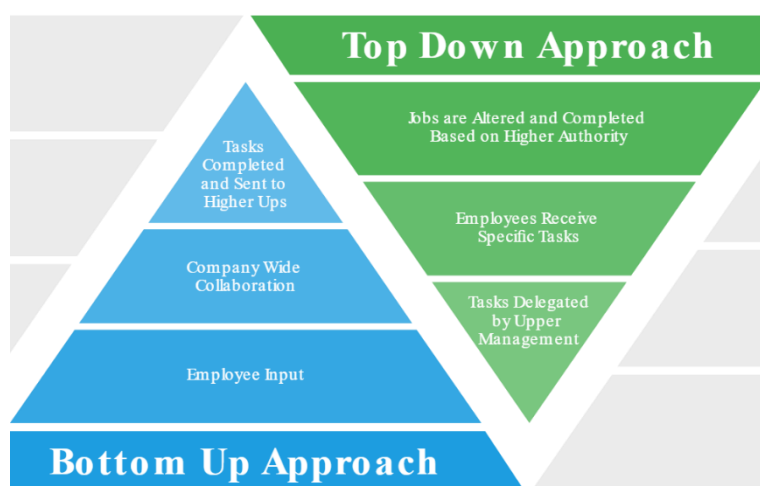 Top Down Approach
Jobs are Altered and Completed
Based on Higher Authority
Employees Receive
Specific Tasks
Tasks Delegated
by Upper
Management
Tasks
Completed
and Sent to
Higher Ups
Company Wide
Collaboration
Employee Input
Bottom Up Approach